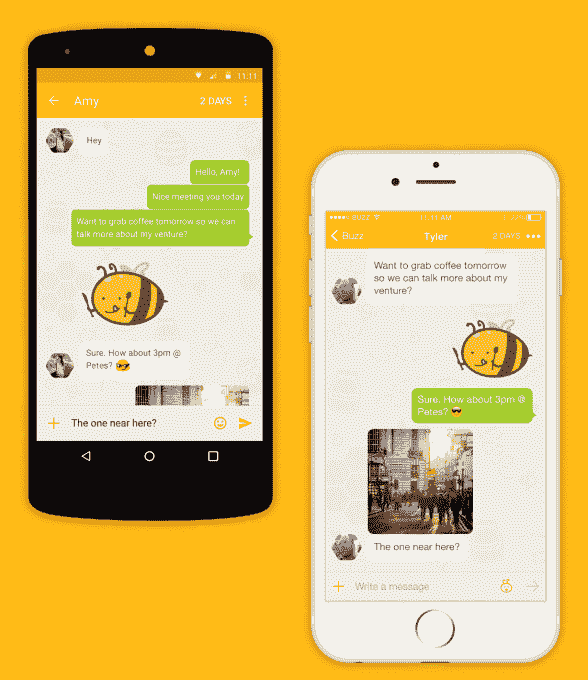 11:11
Amy
2 DAYS
Hey
Hello, Amy!
Nice meeting you today
Want to grab coffee tomorrow so we can
talk more about my venture?
Sure. How about 3pm @
Petes? 😎
The one near here?
11:11 AM
Buzz
Tyler
2 DAYS
Want to grab coffee tomorrow
so we can talk more about my
venture?
Sure. How about 3pm @
Petes? 😎
The one near here?
Write a message